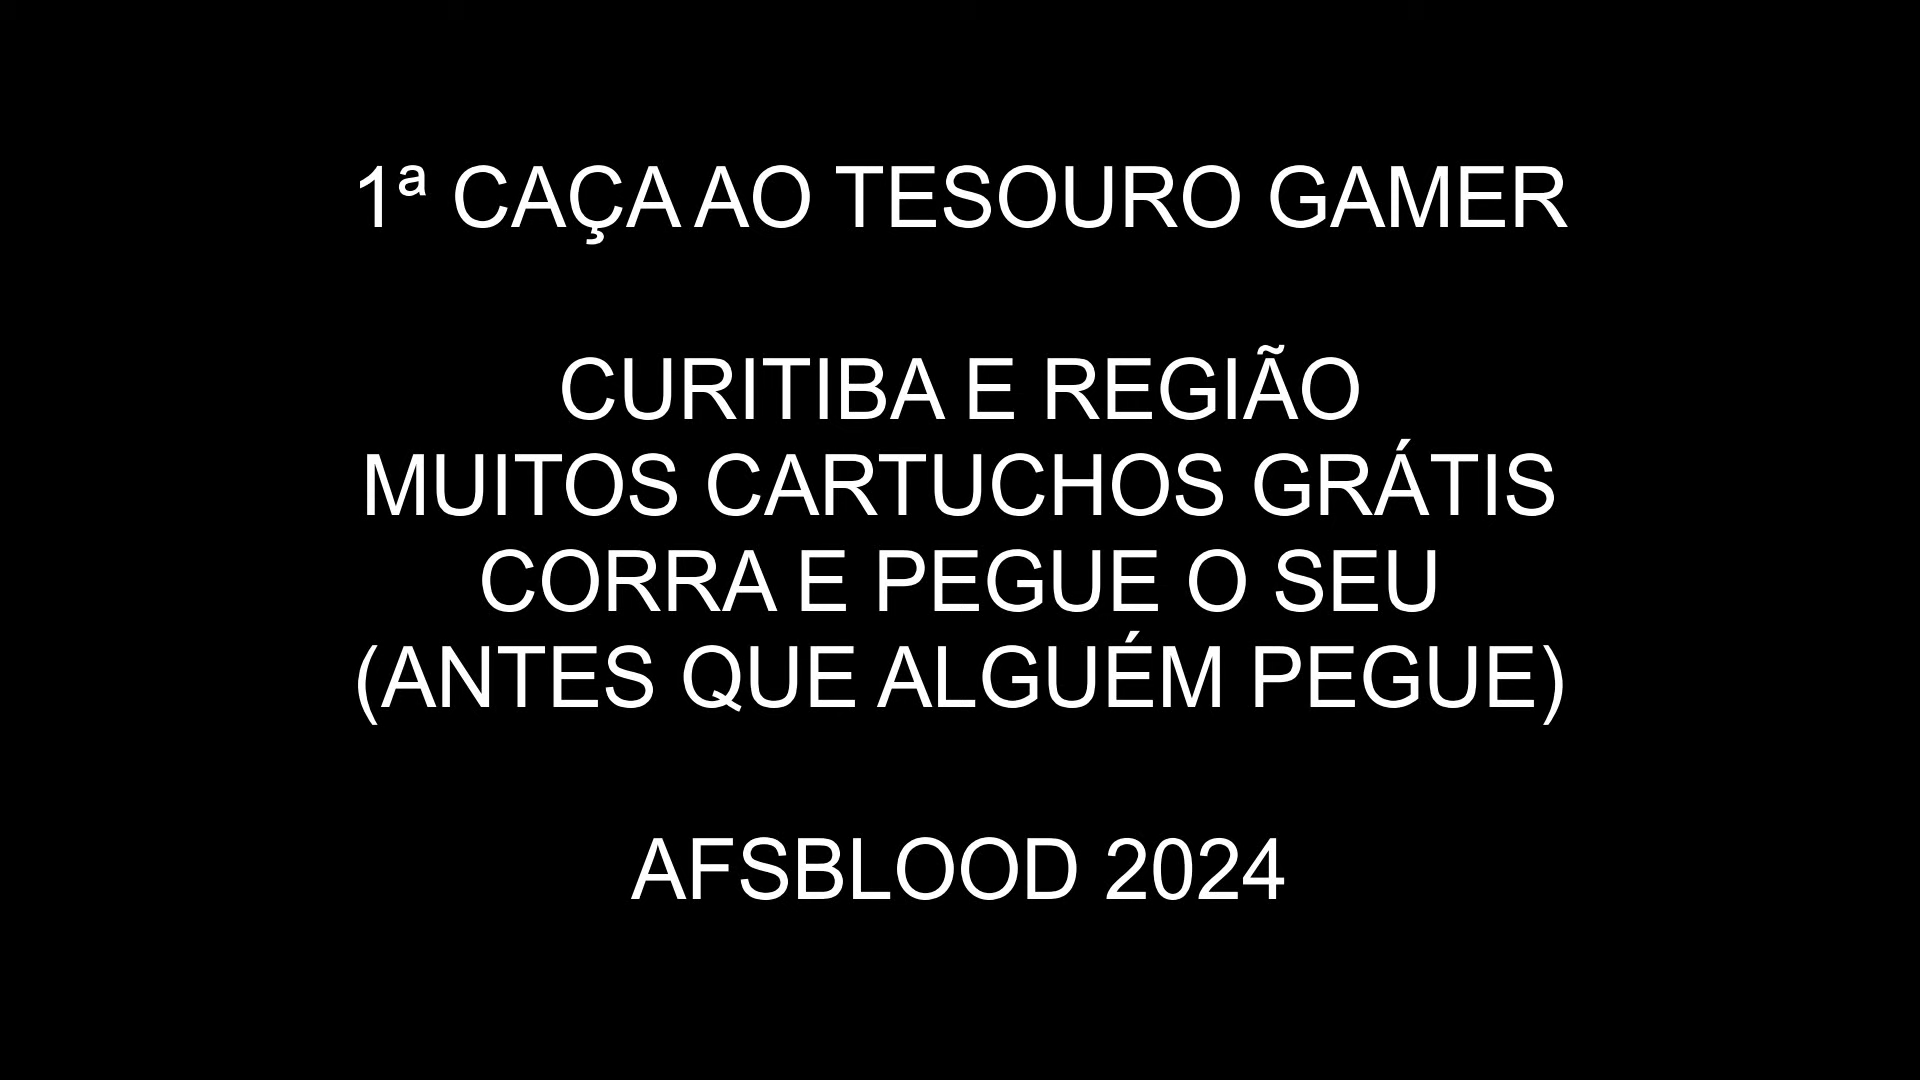 1ª CAÇA AO TESOURO GAMER
CURITIBA E REGIÃO
MUITOS CARTUCHOS GRÁTIS
CORRA E PEGUE O SEU
(ANTES QUE ALGUÉM PEGUE)
AFSBLOOD 2024